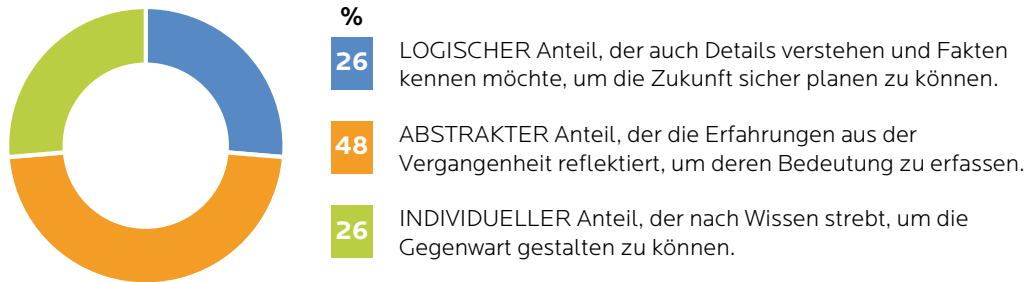 %
26 LOGISCHER Anteil, der auch Details verstehen und Fakten
kennen möchte, um die Zukunft sicher planen zu können.
48 ABSTRAKTER Anteil, der die Erfahrungen aus der
Vergangenheit reflektiert, um deren Bedeutung zu erfassen.
26 INDIVIDUELLER Anteil, der nach Wissen strebt, um die
Gegenwart gestalten zu können.